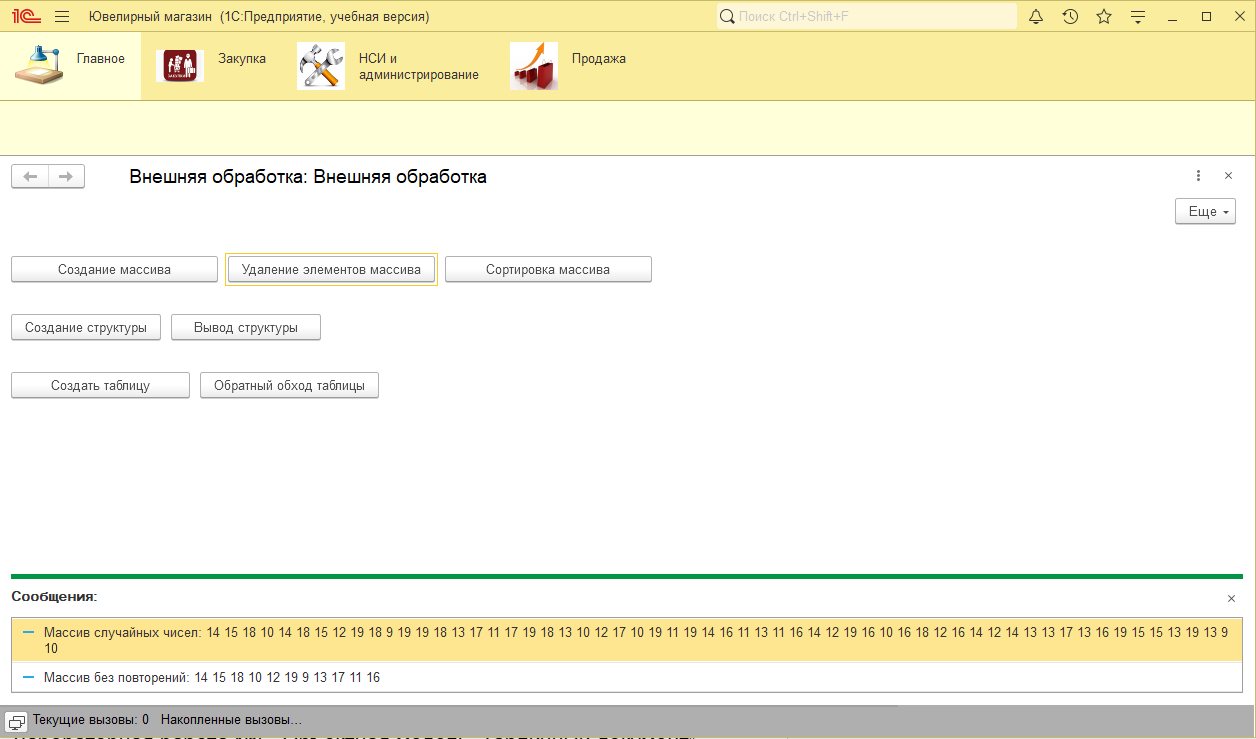 Ювелирный магазин (1С:Предприятие, учебная версия)
Поиск Ctrl+Shift+F
Главное
Закупка
НСИ и
администрирование
Продажа
Внешняя обработка: Внешняя обработка
Еще
Создание массива
Удаление элементов массива
Сортировка массива
Создание структуры
Вывод структуры
Создать таблицу
Обратный обход таблицы
Сообщения:
Массив случайных чисел: 14 15 18 10 14 18 15 12 19 18 9 19 19 18 13 17 11 17 19 18 13 10 12 17 10 19 11 19 14 16 11 13 11 16 14 12 19 16 10 16 18 12 16 14 12 14 13 13 17 13 16 19 15 15 13 19 13 9
10
Массив без повторений: 14 15 18 10 12 19 9 13 17 11 16
Текущие вызовы: 0 Накопленные вызовы…